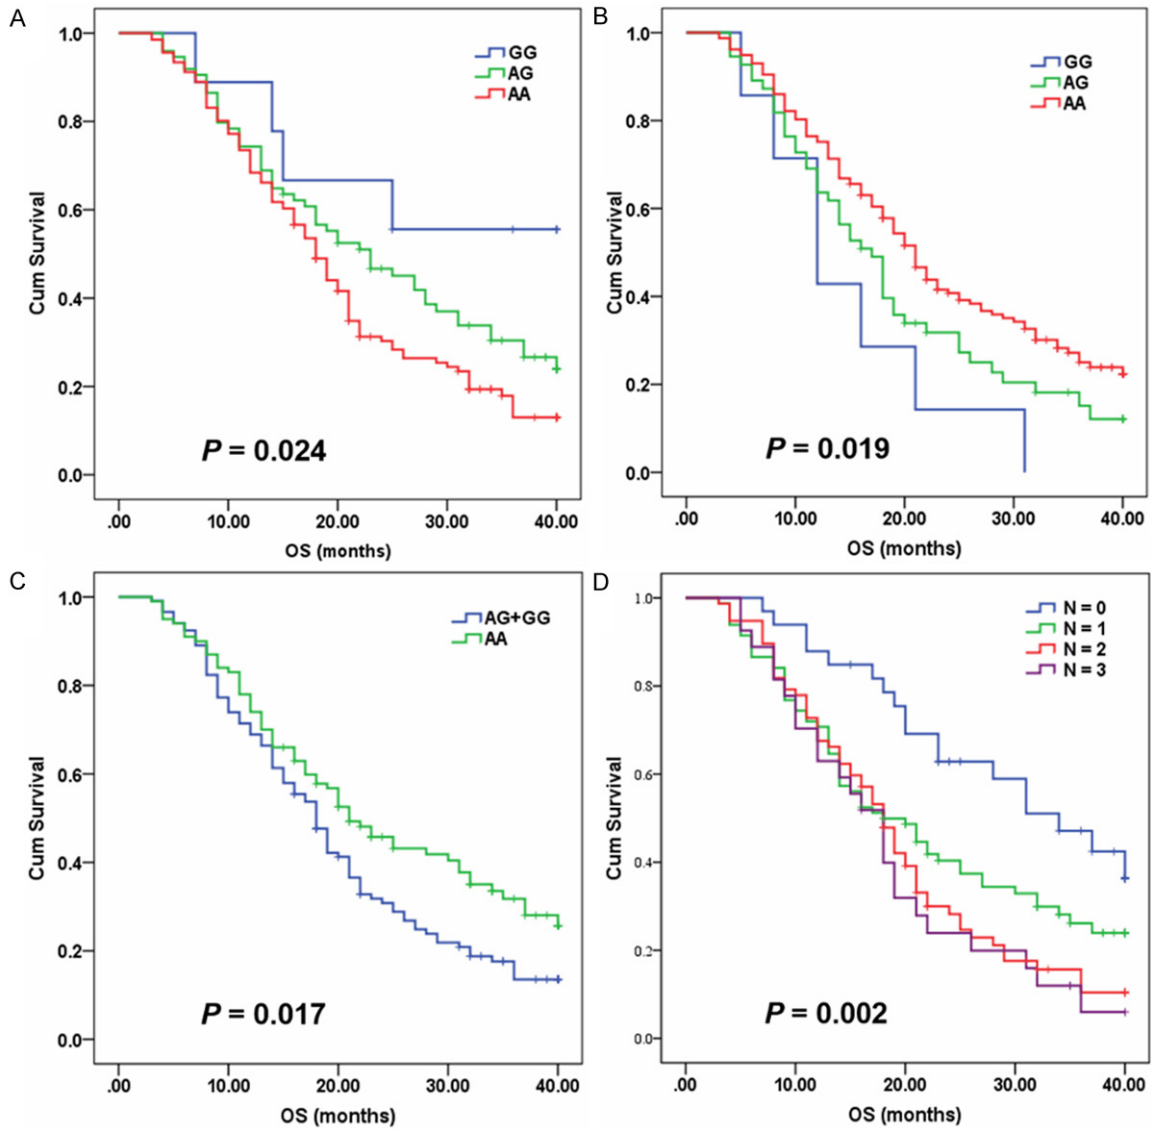 A
1.0
0.8
0.6
0.4
0.2
0.0
Cum Survival
GG
AG
AA
P = 0.024
.00 10.00 20.00 30.00 40.00
OS (months)
B
1.0
0.8
0.6
0.4
0.2
0.0
Cum Survival
GG
AG
AA
P = 0.019
.00 10.00 20.00 30.00 40.00
OS (months)
C
1.0
0.8
0.6
0.4
0.2
0.0
Cum Survival
AG+GG
AA
P = 0.017
.00 10.00 20.00 30.00 40.00
OS (months)
D
1.0
0.8
0.6
0.4
0.2
0.0
Cum Survival
N = 0
N = 1
N = 2
N = 3
P = 0.002
.00 10.00 20.00 30.00 40.00
OS (months)